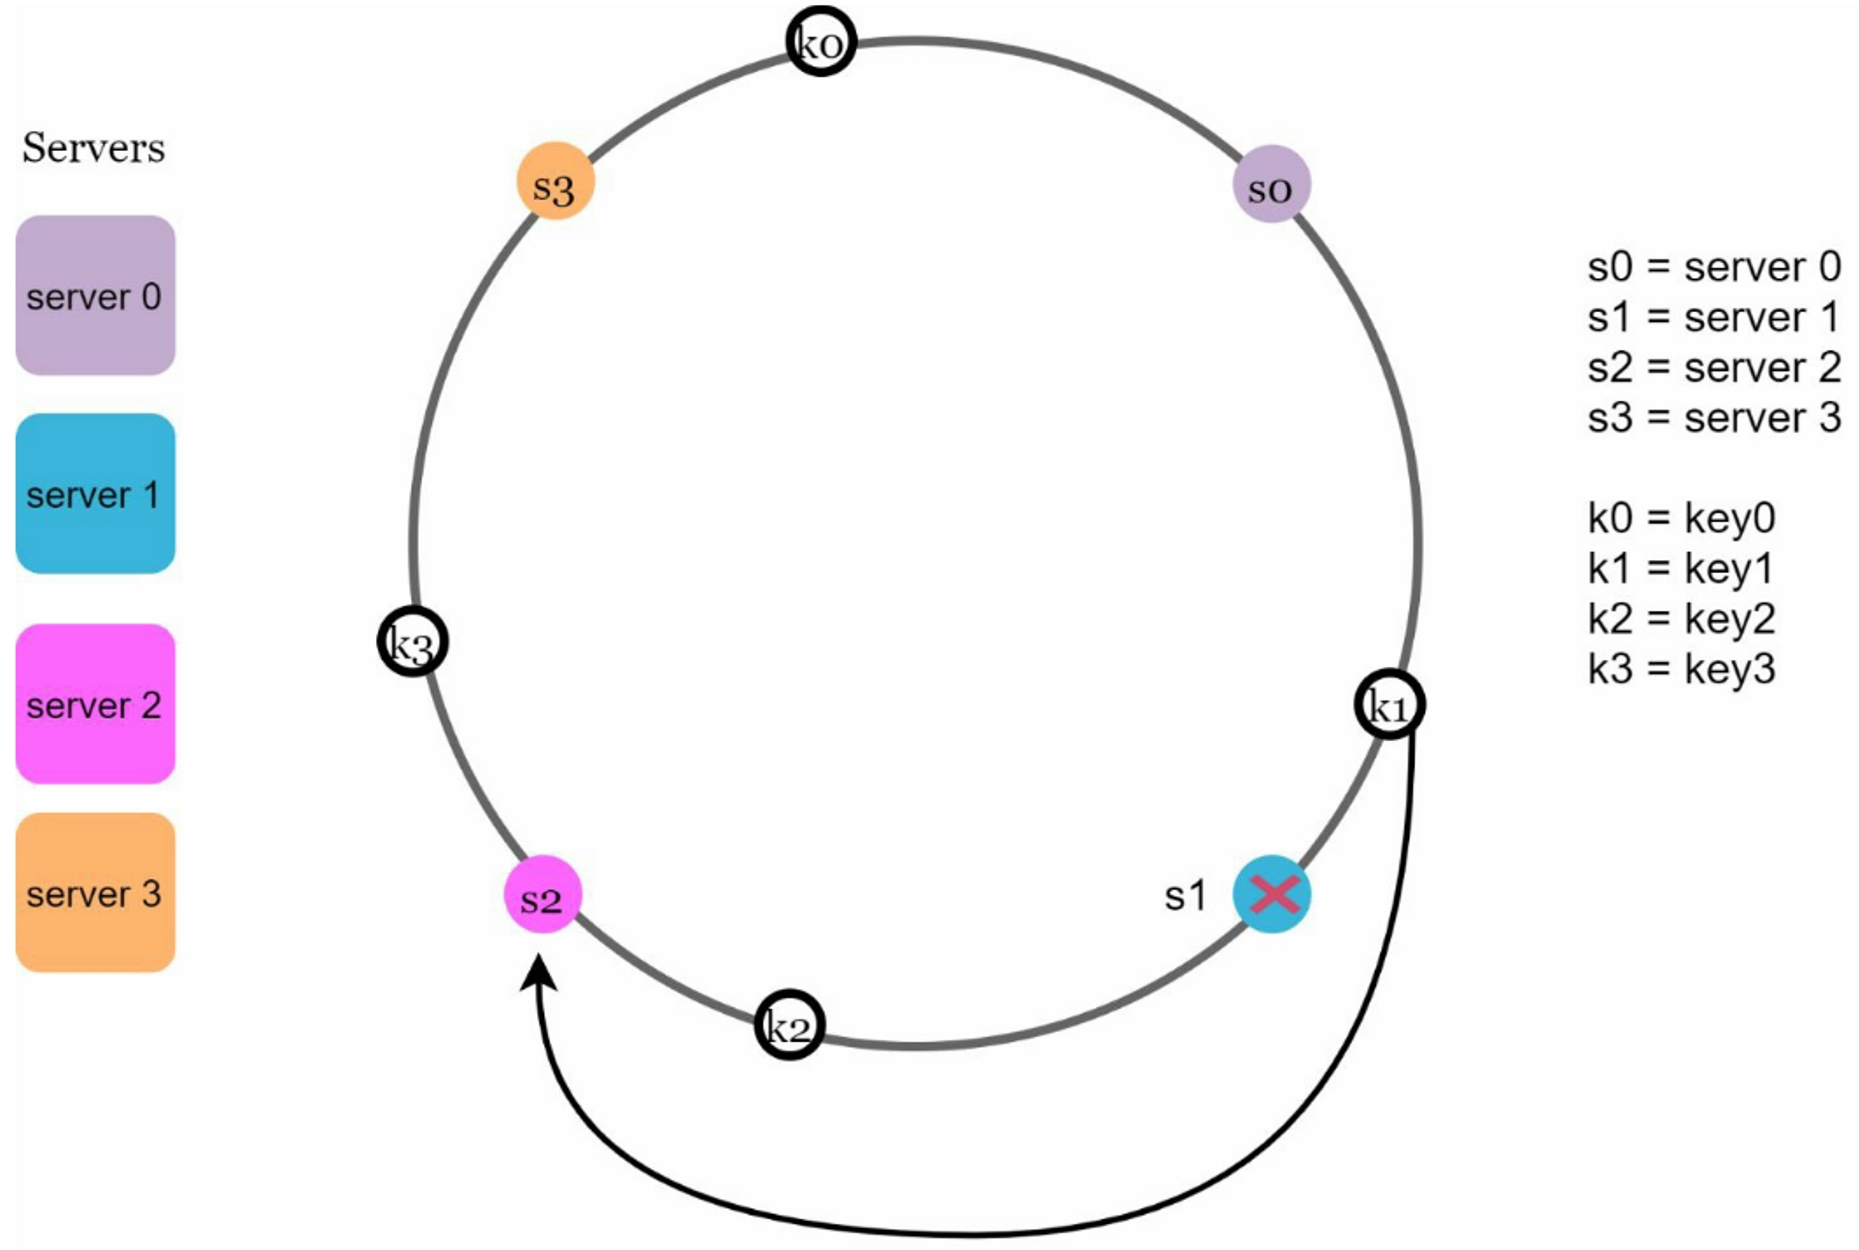 Servers
server 0
server 1
server 2
server 3
k0
s3
s0
k3
k1
s2
s1
k2
s0 = server 0
s1 = server 1
s2 = server 2
s3 = server 3
k0 = key0
k1 = key1
k2 = key2
k3 = key3